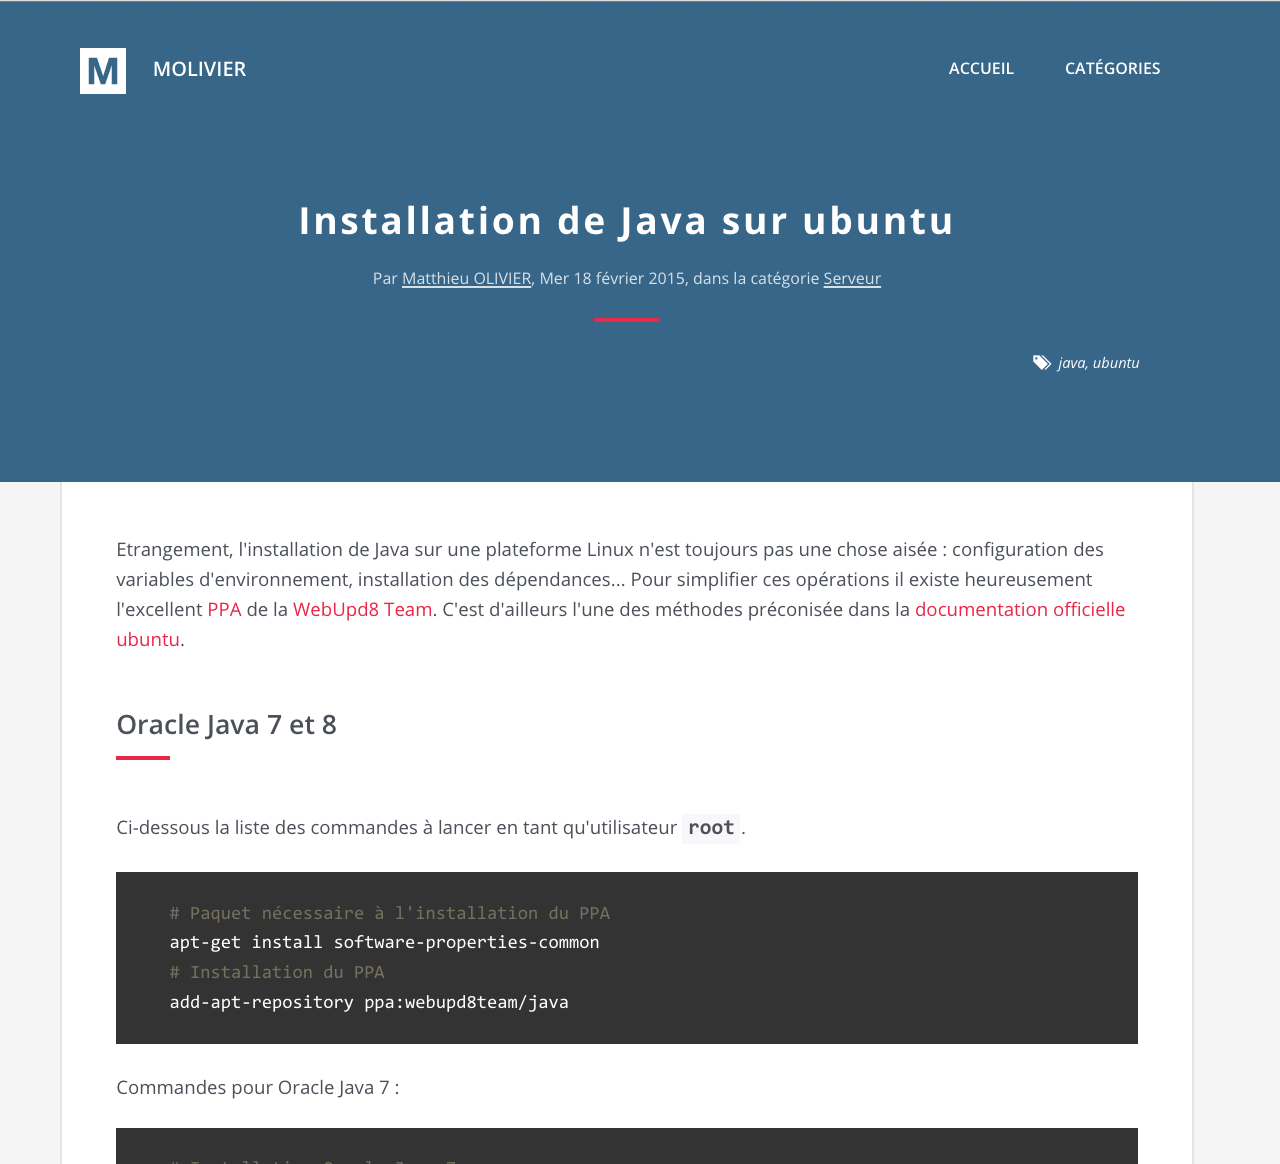 M MOLIVIER ACCUEIL CATÉGORIES
Installation de Java sur ubuntu
Par Matthieu OLIVIER, Mer 18 février 2015, dans la catégorie Serveur
java, ubuntu
Etrangement, l'installation de Java sur une plateforme Linux n'est toujours pas une chose aisée : configuration des
variables d'environnement, installation des dépendances... Pour simplifier ces opérations il existe heureusement
l'excellent PPA de la WebUpd8 Team. C'est d'ailleurs l'une des méthodes préconisée dans la documentation officielle
ubuntu.
Oracle Java 7 et 8
Ci-dessous la liste des commandes à lancer en tant qu'utilisateur root.
# Paquet nécessaire à l'installation du PPA
apt-get install software-properties-common
# Installation du PPA
add-apt-repository ppa:webupd8team/java
Commandes pour Oracle Java 7 :